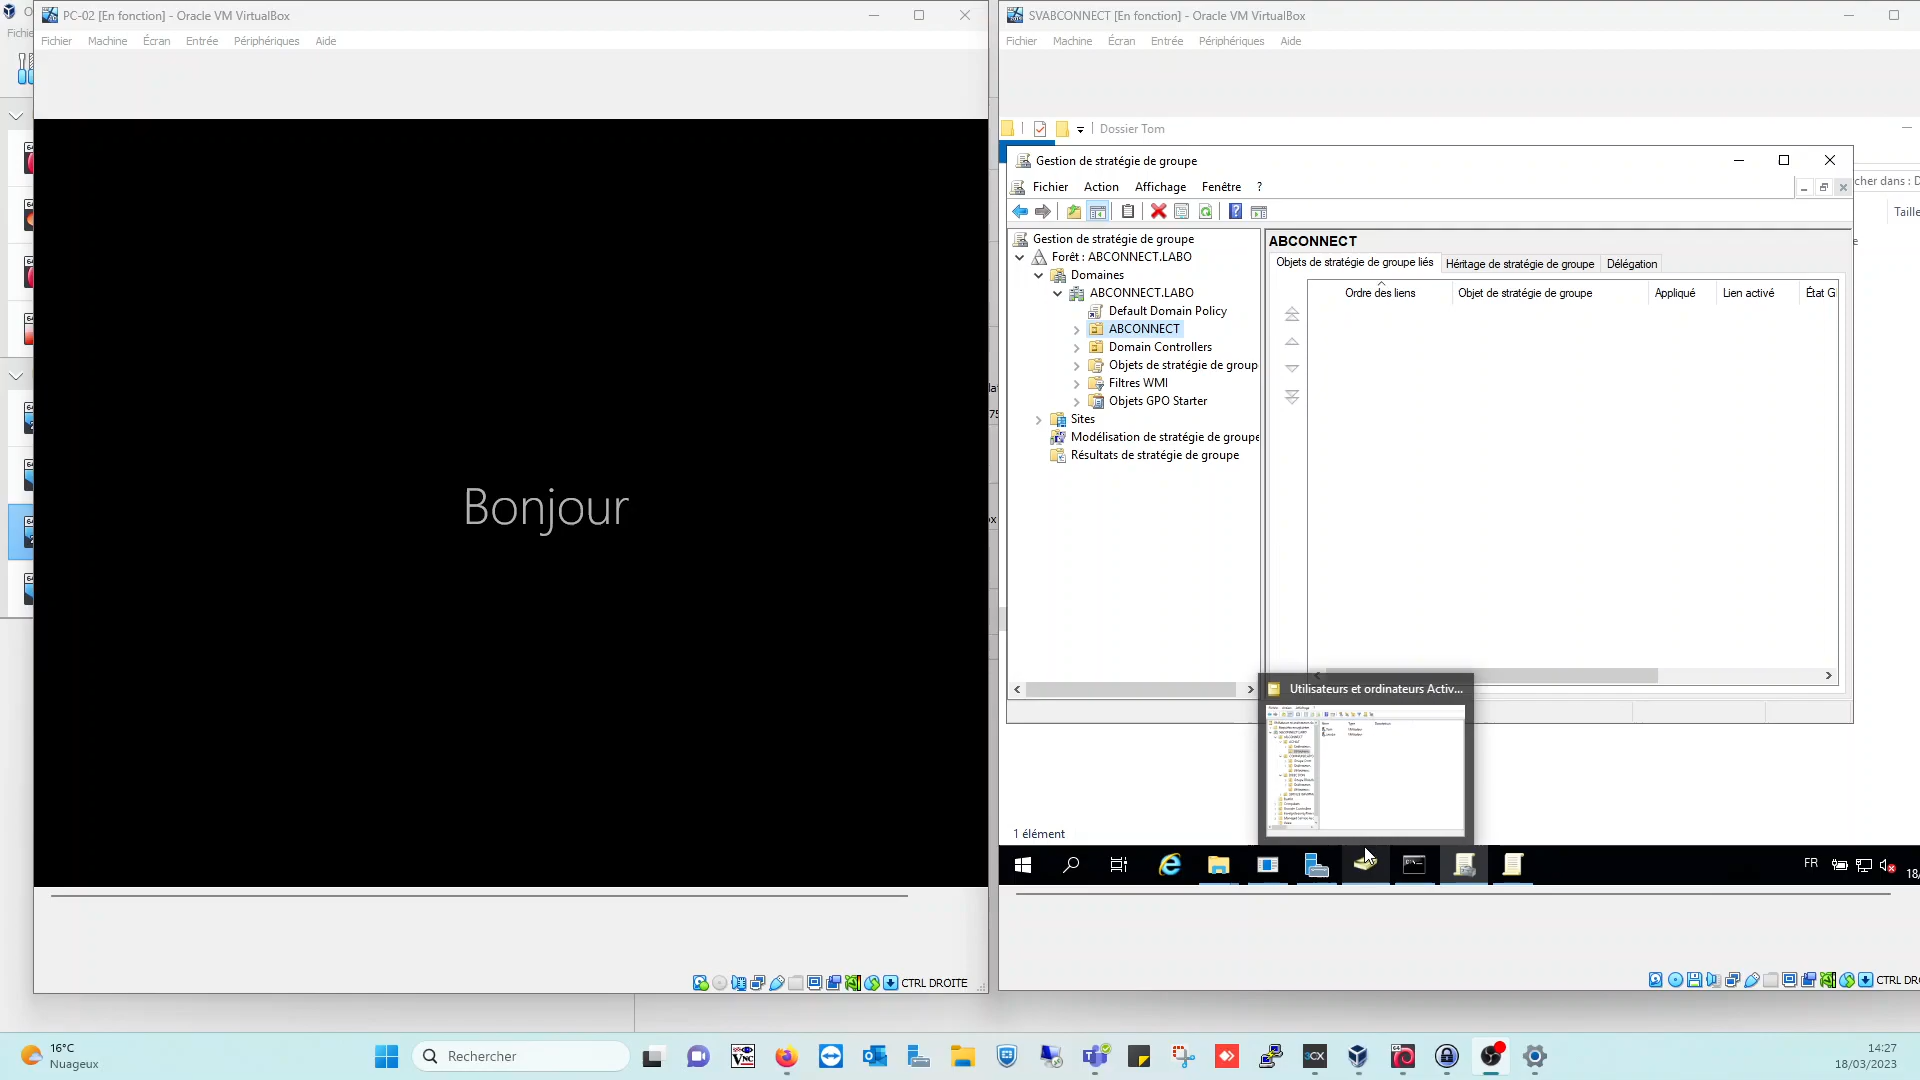 PC-02 [En fonction] - Oracle VM VirtualBox
Fichier Machine Écran Entrée Périphériques Aide
Bonjour
CTRL DROITE
SVABCONNECT [En fonction] - Oracle VM VirtualBox
Fichier Machine Écran Entrée Périphériques Aide
Dossier Tom
Gestion de stratégie de groupe
Fichier Action Affichage Fenêtre ?
cher dans : D
Taille
Gestion de stratégie de groupe
Forêt : ABCONNECT.LABO
Domaines
ABCONNECT.LABO
Default Domain Policy
ABCONNECT
Domain Controllers
Objets de stratégie de group
Filtres WMI
Objets GPO Starter
Sites
Modélisation de stratégie de groupe
Résultats de stratégie de groupe
ABCONNECT
Objets de stratégie de groupe liés Héritage de stratégie de groupe Délégation
Ordre des liens Objet de stratégie de groupe Appliqué Lien activé État G
Utilisateurs et ordinateurs Activ...
1 élément
FR
18/
CTRL DRO
16°C
Nuageux
Rechercher
14:27
18/03/2023